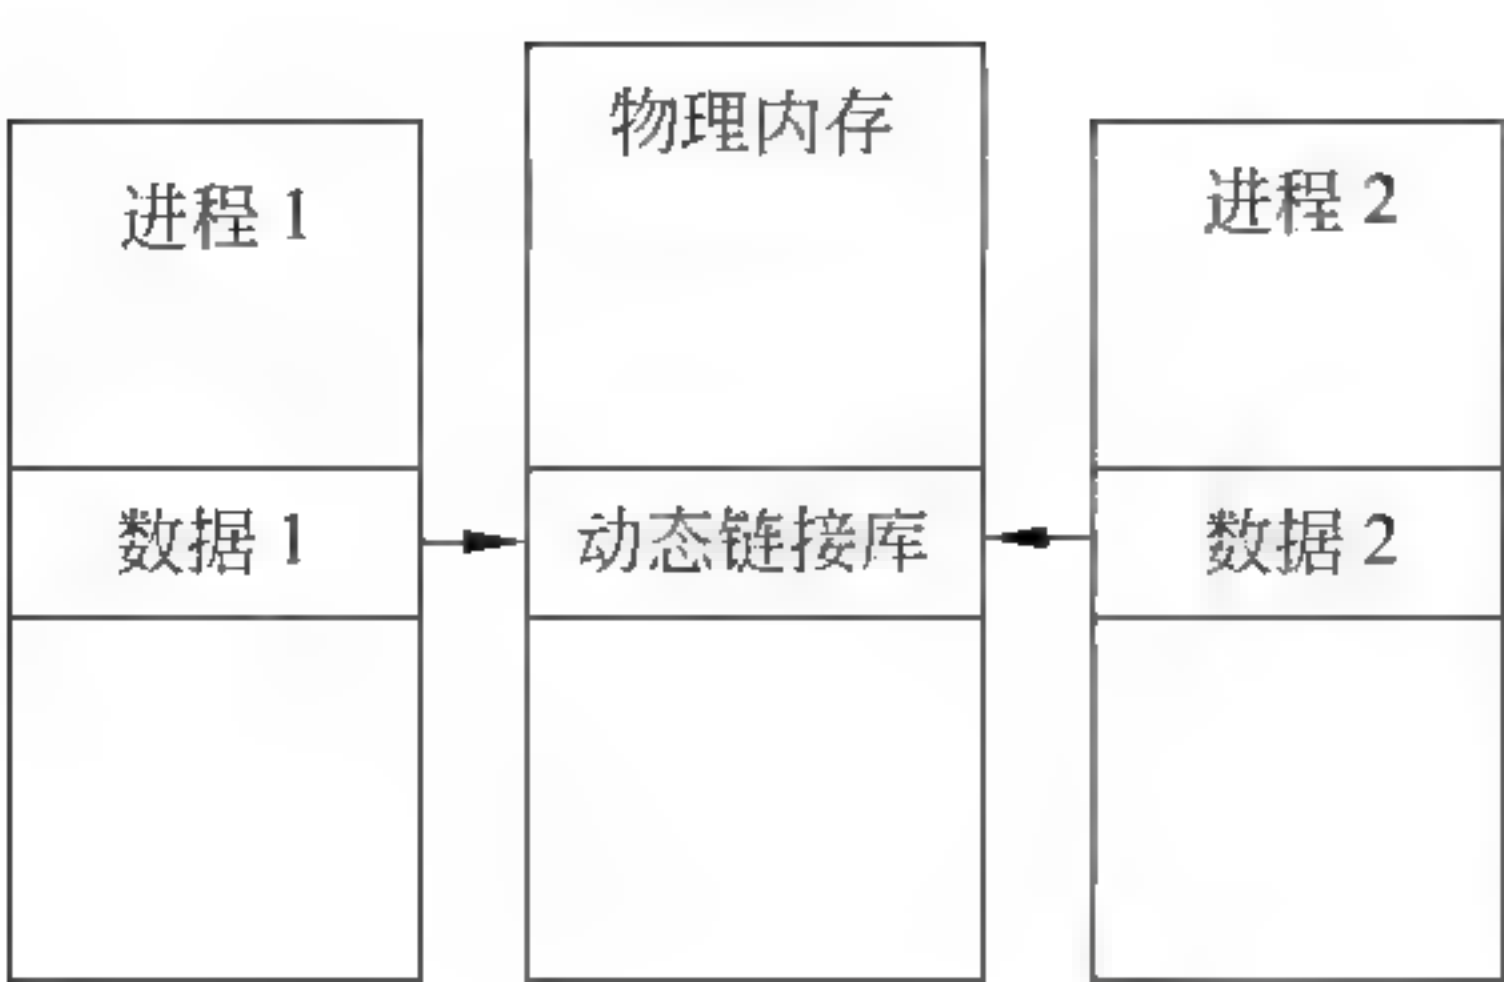 物理内存
进程 1
进程 2
数据 1
动态链接库
数据 2